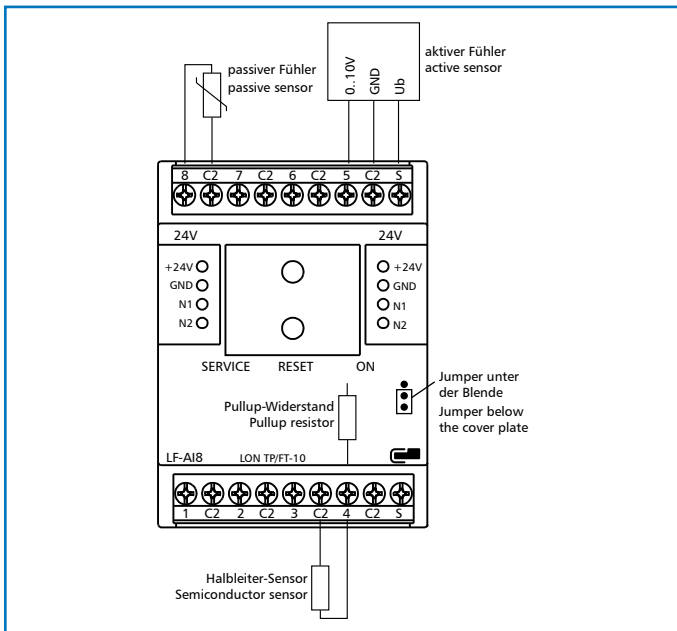 aktiver Fühler
active sensor
0..10V
GND
Ub
passiver Fühler
passive sensor
8 C2 7 C2 6 C2 5 C2 S
24V 24V
+24V +24V
GND GND
N1 N1
N2 N2
SERVICE RESET ON
Jumper unter
der Blende
Jumper below
the cover plate
Pullup-Widerstand
Pullup resistor
LF-AI8 LON TP/FT-10
1 C2 2 C2 3 C2 4 C2 S
Halbleiter-Sensor
Semiconductor sensor